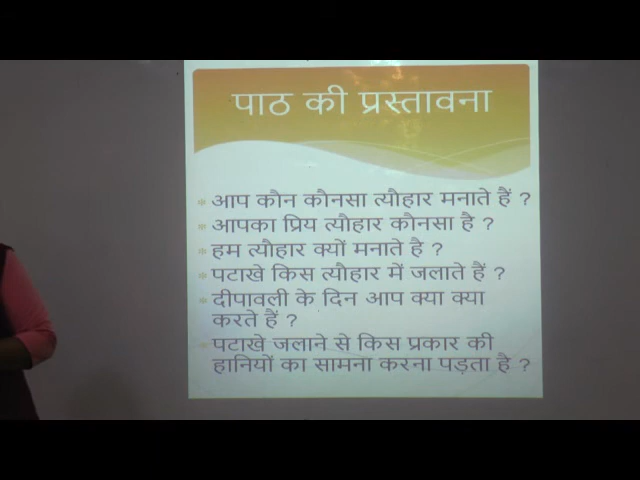 पाठ की प्रस्तावना
आप कौन कौनसा त्यौहार मनाते हैं ?
आपका प्रिय त्यौहार कौनसा है ?
हम त्यौहार क्यों मनाते है ?
पटाखे किस त्यौहार में जलाते हैं ?
दीपावली के दिन आप क्या क्या
करते हैं ?
पटाखे जलाने से किस प्रकार की
हानियों का सामना करना पड़ता है ?